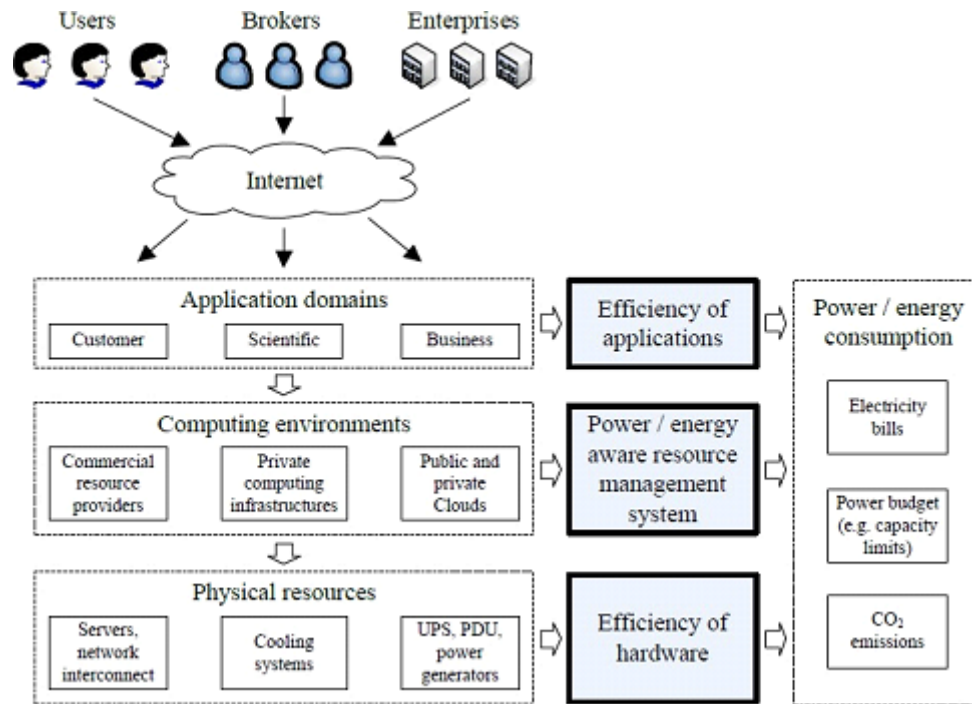 Users
Brokers
Enterprises
Internet
Application domains
Customer
Scientific
Business
Efficiency of
applications
Power / energy
consumption
Electricity
bills
Power budget
(e.g. capacity
limits)
CO₂
emissions
Computing environments
Commercial
resource
providers
Private
computing
infrastructures
Public and
private
Clouds
Power / energy
aware resource
management
system
Physical resources
Servers,
network
interconnect
Cooling
systems
UPS, PDU,
power
generators
Efficiency of
hardware